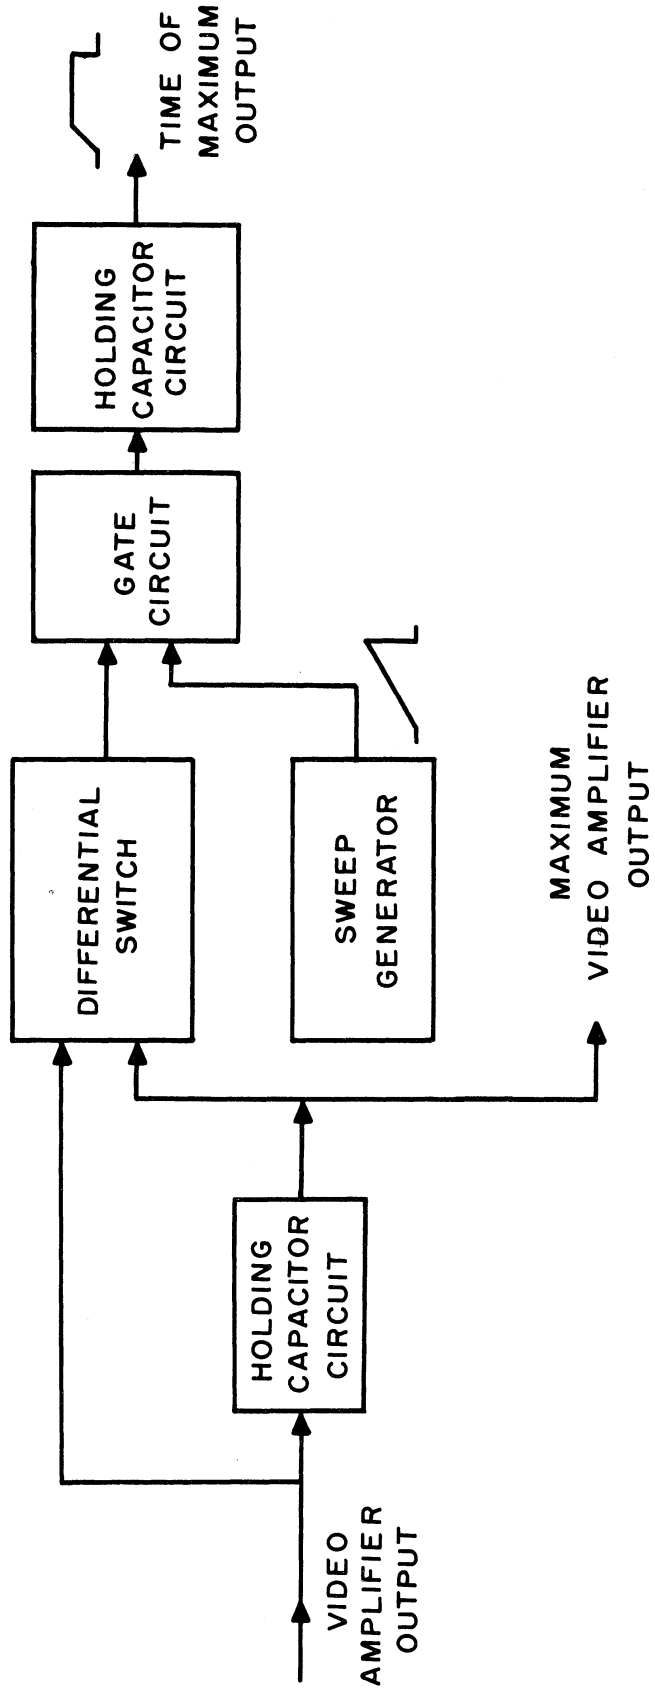 VIDEO
AMPLIFIER
OUTPUT
HOLDING
CAPACITOR
CIRCUIT
DIFFERENTIAL
SWITCH
SWEEP
GENERATOR
MAXIMUM
VIDEO AMPLIFIER
OUTPUT
GATE
CIRCUIT
HOLDING
CAPACITOR
CIRCUIT
TIME OF
MAXIMUM
OUTPUT